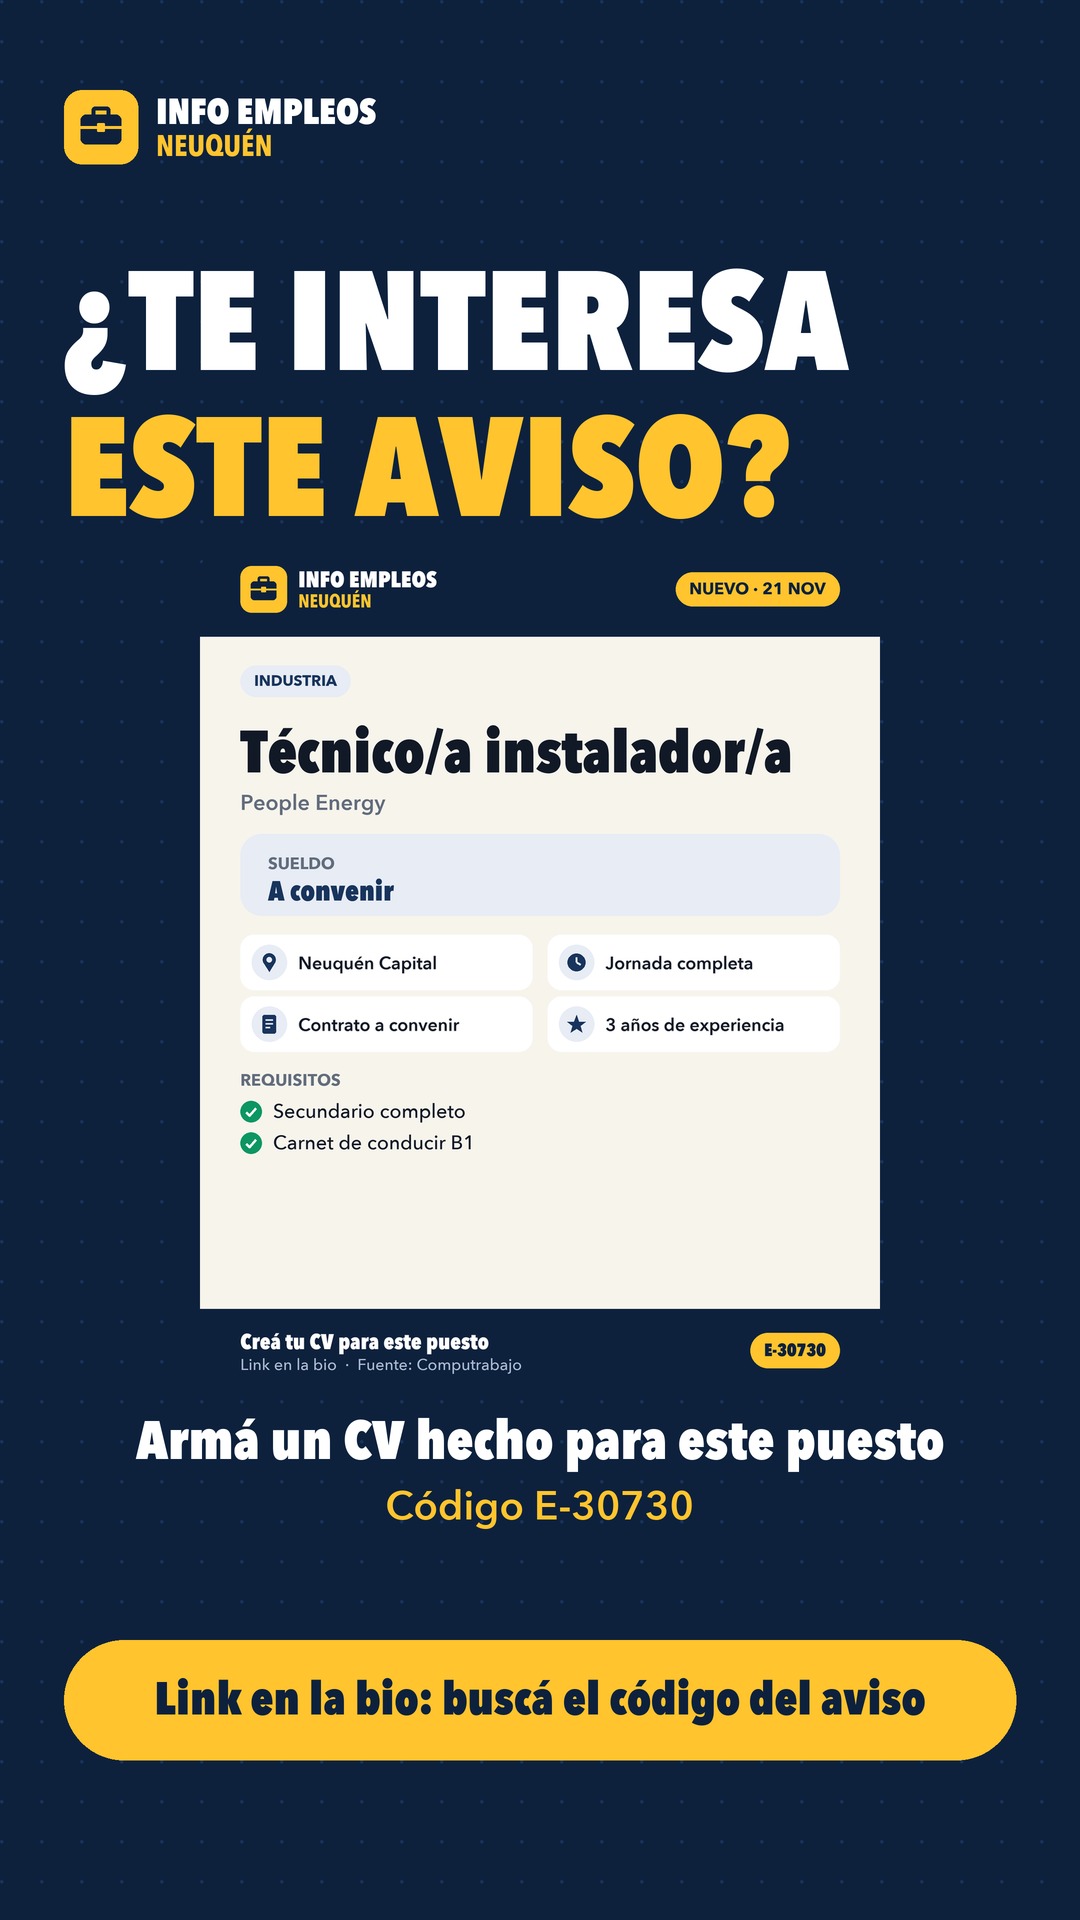 INFO EMPLEOS
NEUQUÉN
¿TE INTERESA
ESTE AVISO?
INFO EMPLEOS
NEUQUÉN
NUEVO · 21 NOV
INDUSTRIA
Técnico/a instalador/a
People Energy
SUELDO
A convenir
Neuquén Capital
Jornada completa
Contrato a convenir
3 años de experiencia
REQUISITOS
Secundario completo
Carnet de conducir B1
Creá tu CV para este puesto
Link en la bio · Fuente: Computrabajo
E-30730
Armá un CV hecho para este puesto
Código E-30730
Link en la bio: buscá el código del aviso